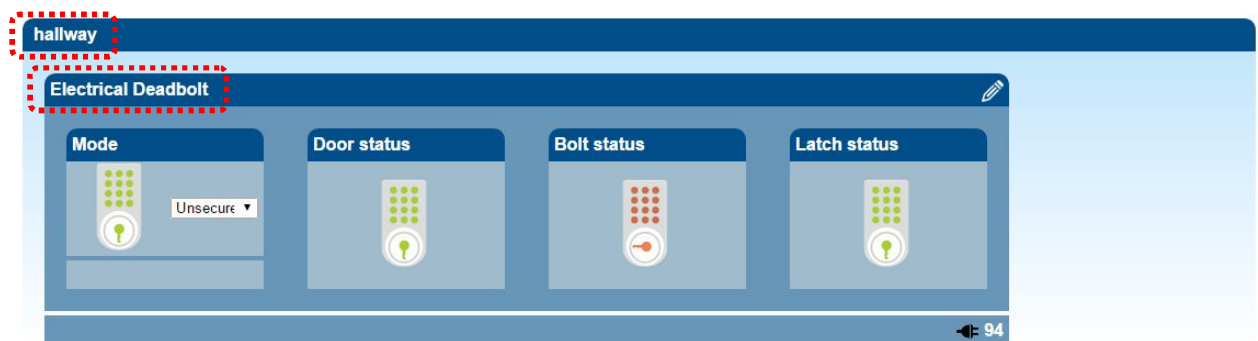 hallway
Electrical Deadbolt
Mode
Door status
Bolt status
Latch status
Unsecure
94